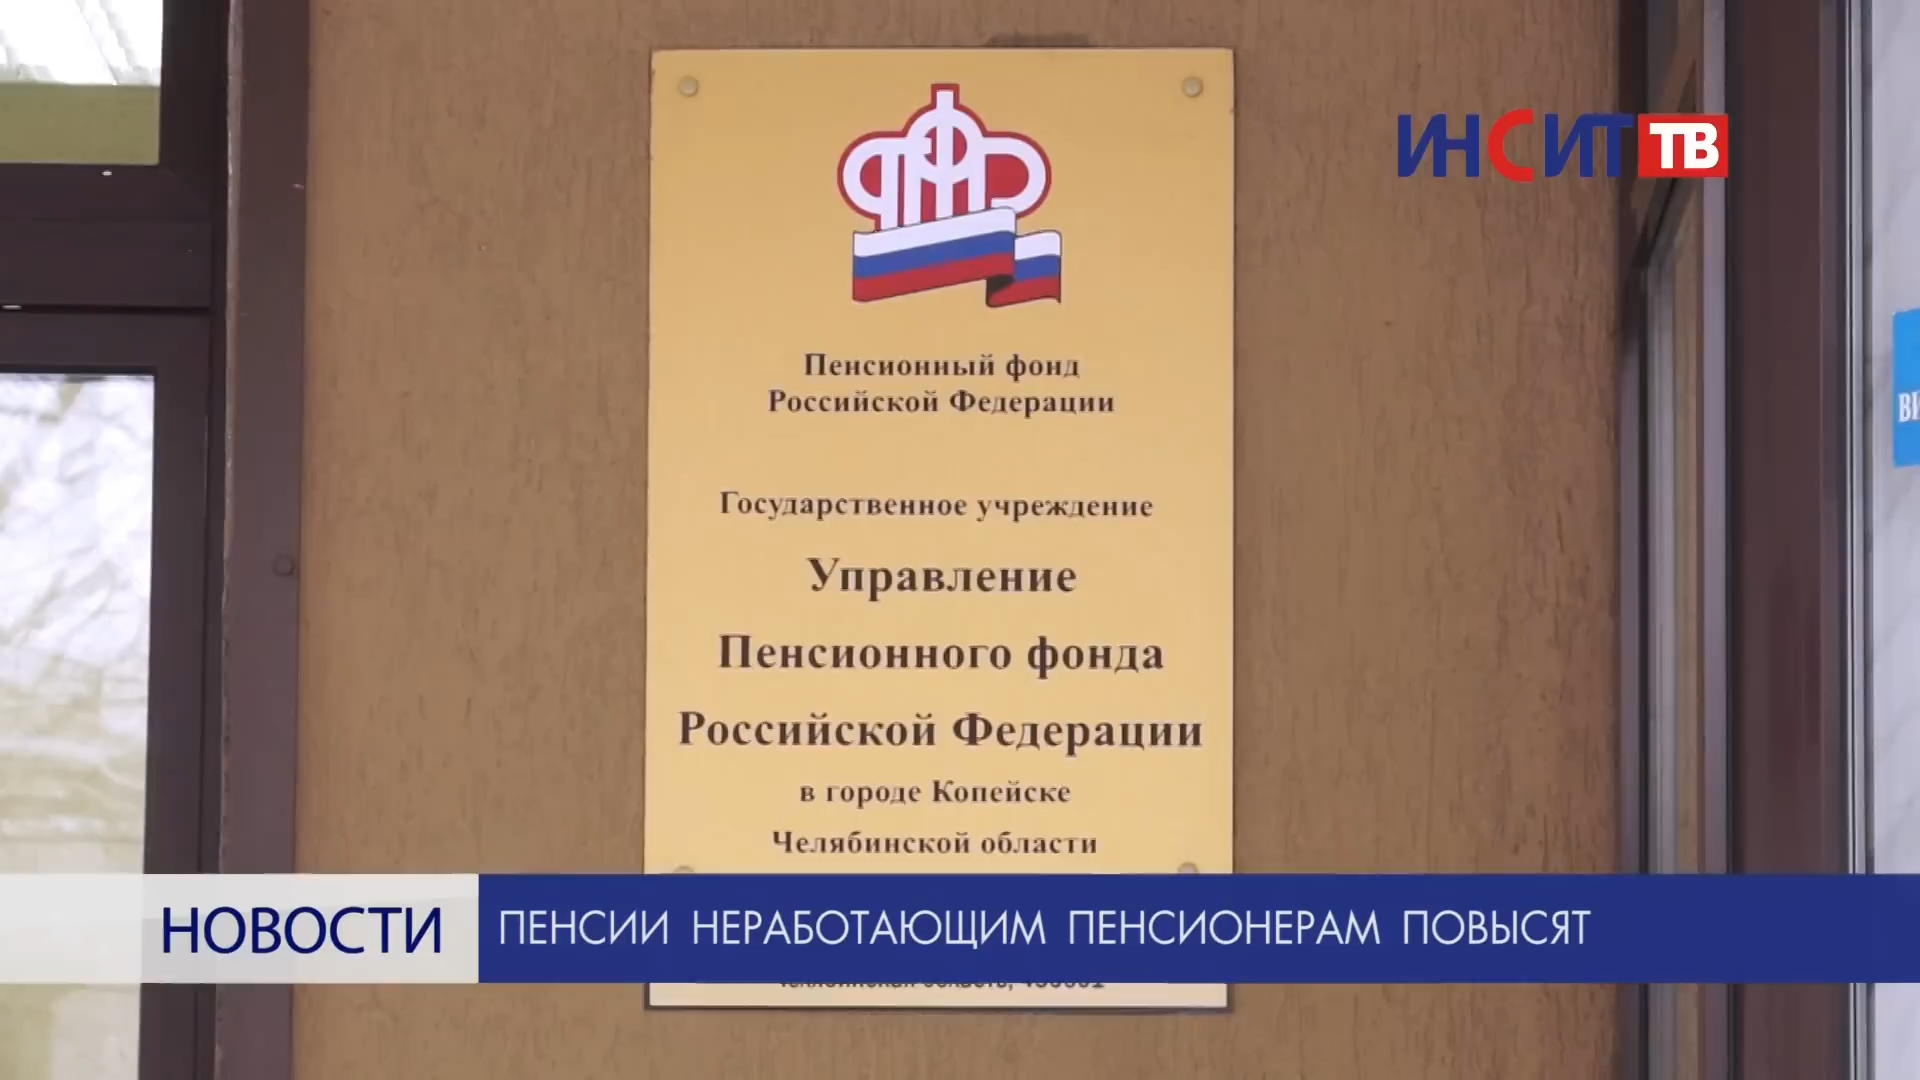 ИНСИТ ТВ
Пенсионный фонд
Российской Федерации
Государственное учреждение
Управление
Пенсионного фонда
Российской Федерации
в городе Копейске
Челябинской области
НОВОСТИ
ПЕНСИИ НЕРАБОТАЮЩИМ ПЕНСИОНЕРАМ ПОВЫСЯТ